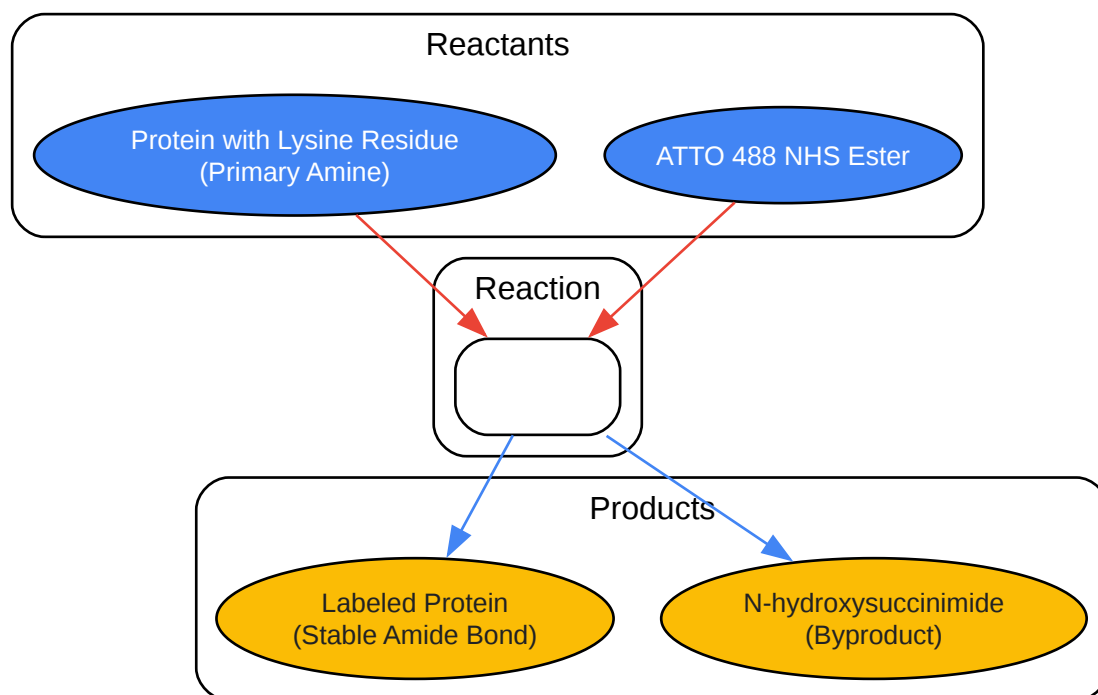 Reactants
Protein with Lysine Residue
(Primary Amine)
ATTO 488 NHS Ester
Reaction
Products
Labeled Protein
(Stable Amide Bond)
N-hydroxysuccinimide
(Byproduct)